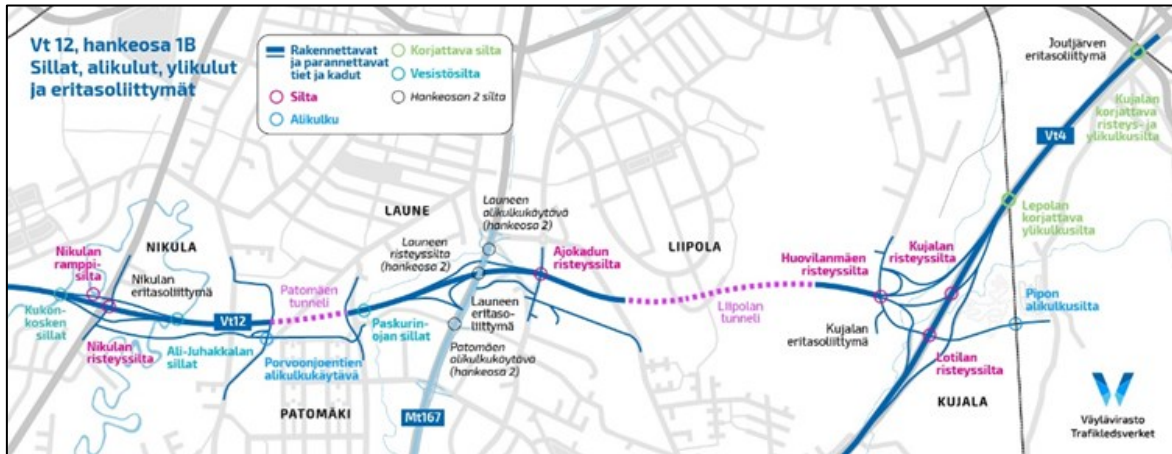 Vt 12, hankeosa 1B
Sillat, alikulut, ylikulut
ja eritasoliittymät
Rakennettavat
ja parannettavat
tiet ja kadut
Silta
Alikulku
Korjattava silta
Vesistösilta
Hankeosan 2 silta
Joutjärven
eritasoliittymä
Kujalan
korjattava
risteys- ja
ylikulkusilta
Vt4
Lepolan
korjattava
ylikulkusilta
NIKULA
Nikulan
ramppi-
silta
Nikulan
eritasoliittymä
Kukon-
kosken
sillat
Nikulan
risteyssilta
Ali-Juhakkalan
sillat
Vt12
Patomäen
tunneli
Porvoonjoentien
alikulkukäytävä
PATOMÄKI
LAUNE
Launeen
alikulkukäytävä
(hankeosa 2)
Launeen
risteyssilta
(hankeosa 2)
Paskurin-
ojan sillat
Launeen
eritaso-
liittymä
Patomäen
alikulkukäytävä
(hankeosa 2)
Mt167
Ajokadun
risteyssilta
LIIPOLA
Liipolan
tunneli
Huovilanmäen
risteyssilta
Kujalan
risteyssilta
Kujalan
eritasoliittymä
Lotilan
risteyssilta
Pipon
alikulkusilta
KUJALA
Väylävirasto
Trafikledsverket